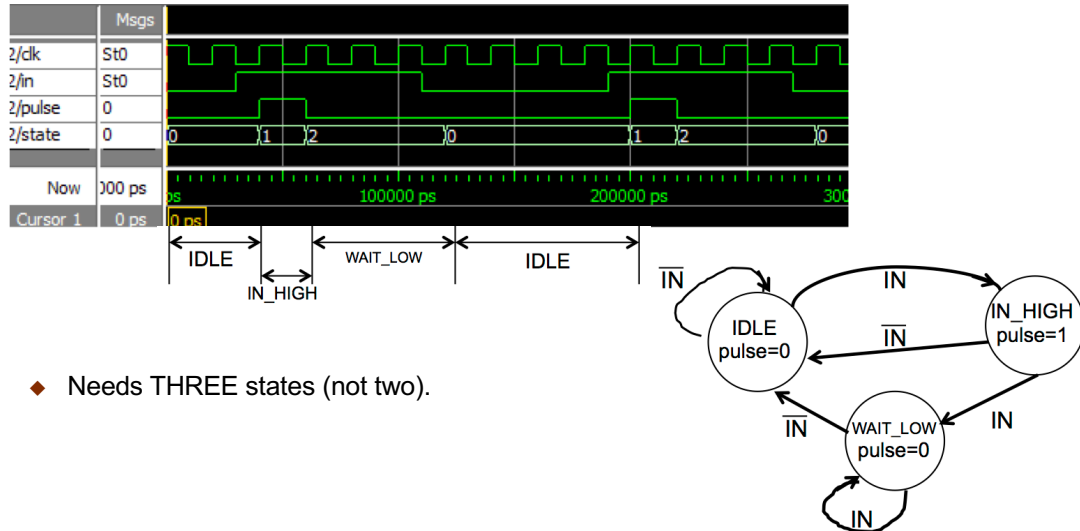 Msgs
2/clk St0
2/in St0
2/pulse 0
2/state 0
0 1 2 0 1 2 0
Now 000 ps
ps 100000 ps 200000 ps 300
Cursor 1 0 ps 0 ps
IDLE WAIT_LOW IDLE
IN_HIGH
IN
IN
IDLE
pulse=0
IN_HIGH
pulse=1
IN
◆ Needs THREE states (not two).
IN
WAIT_LOW
pulse=0
IN
IN